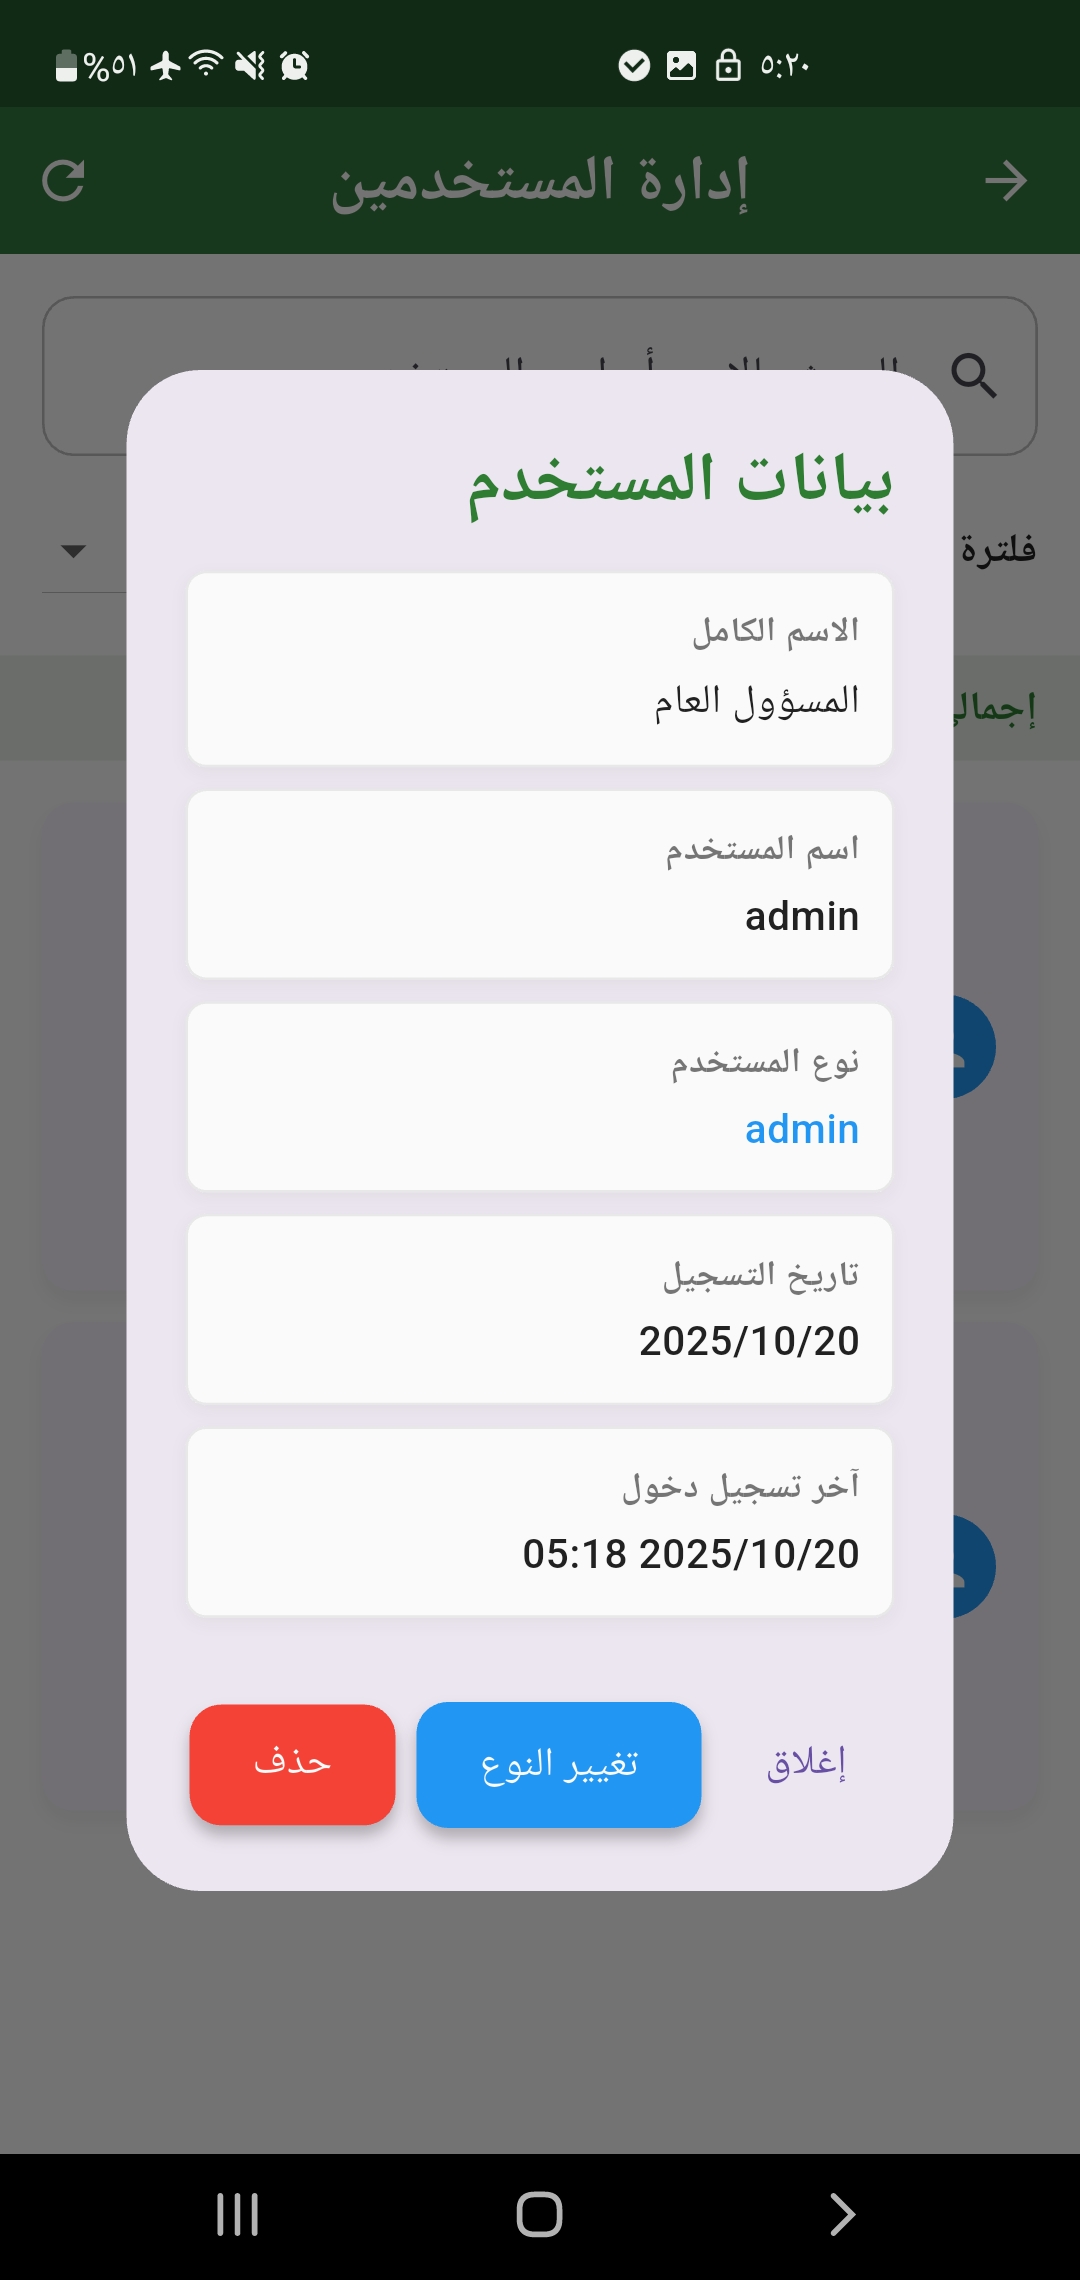 ٥:٢٠
%٥١
إدارة المستخدمين
فلترة
بيانات المستخدم
الاسم الكامل
المسؤول العام
اسم المستخدم
admin
نوع المستخدم
admin
تاريخ التسجيل
2025/10/20
آخر تسجيل دخول
05:18 2025/10/20
إغلاق
تغيير النوع
حذف